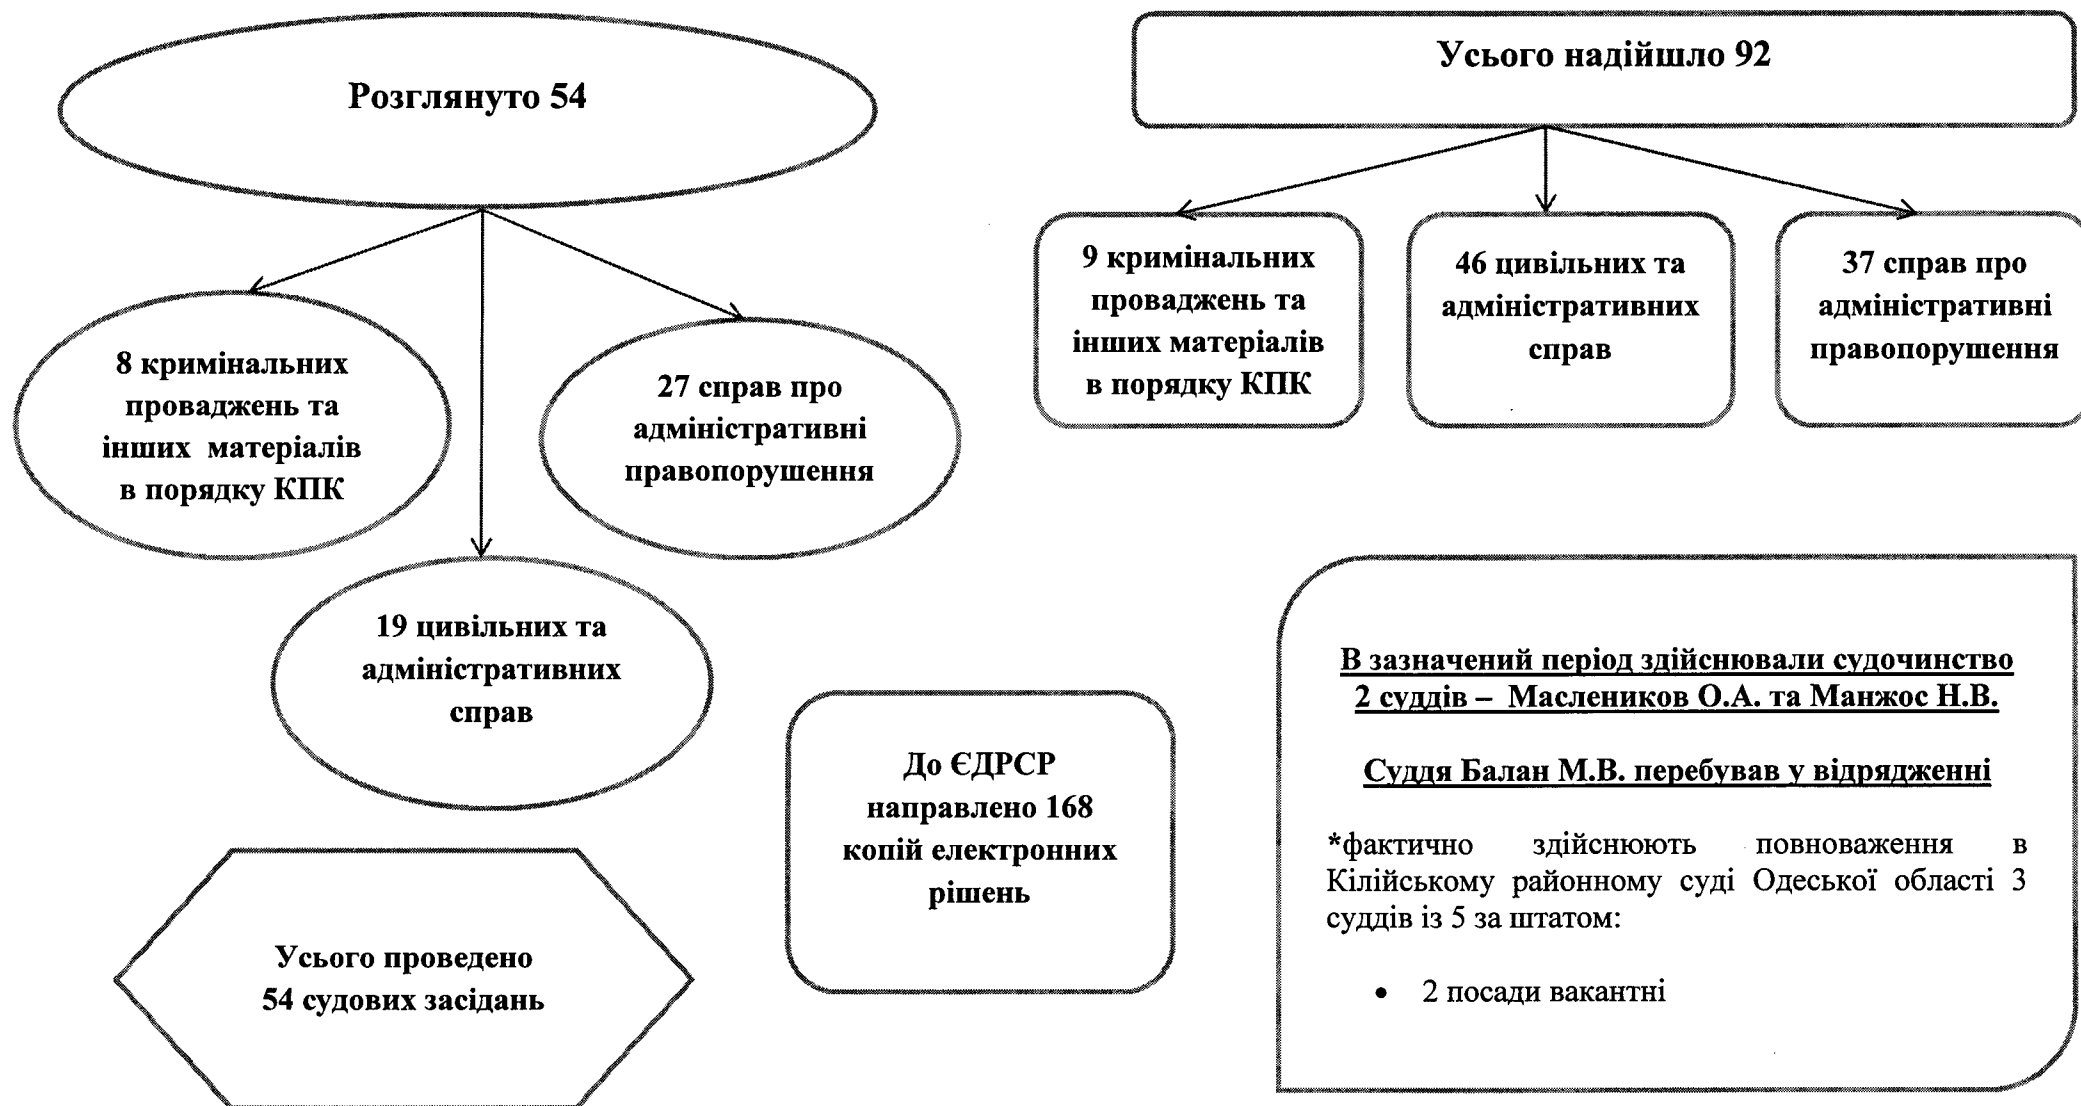 Розглянуто 54
8 кримінальних
проваджень та
інших матеріалів
в порядку КПК
27 справ про
адміністративні
правопорушення
19 цивільних та
адміністративних
справ
Усього надійшло 92
9 кримінальних
проваджень та
інших матеріалів
в порядку КПК
46 цивільних та
адміністративних
справ
37 справ про
адміністративні
правопорушення
Усього проведено
54 судових засідань
До ЄДРСР
направлено 168
копій електронних
рішень
В зазначений період здійснювали судочинство
2 суддів – Маслеников О.А. та Манжос Н.В.
Суддя Балан М.В. перебував у відрядженні
*фактично здійснюють повноваження в
Кілійському районному суді Одеської області 3
суддів із 5 за штатом:
• 2 посади вакантні